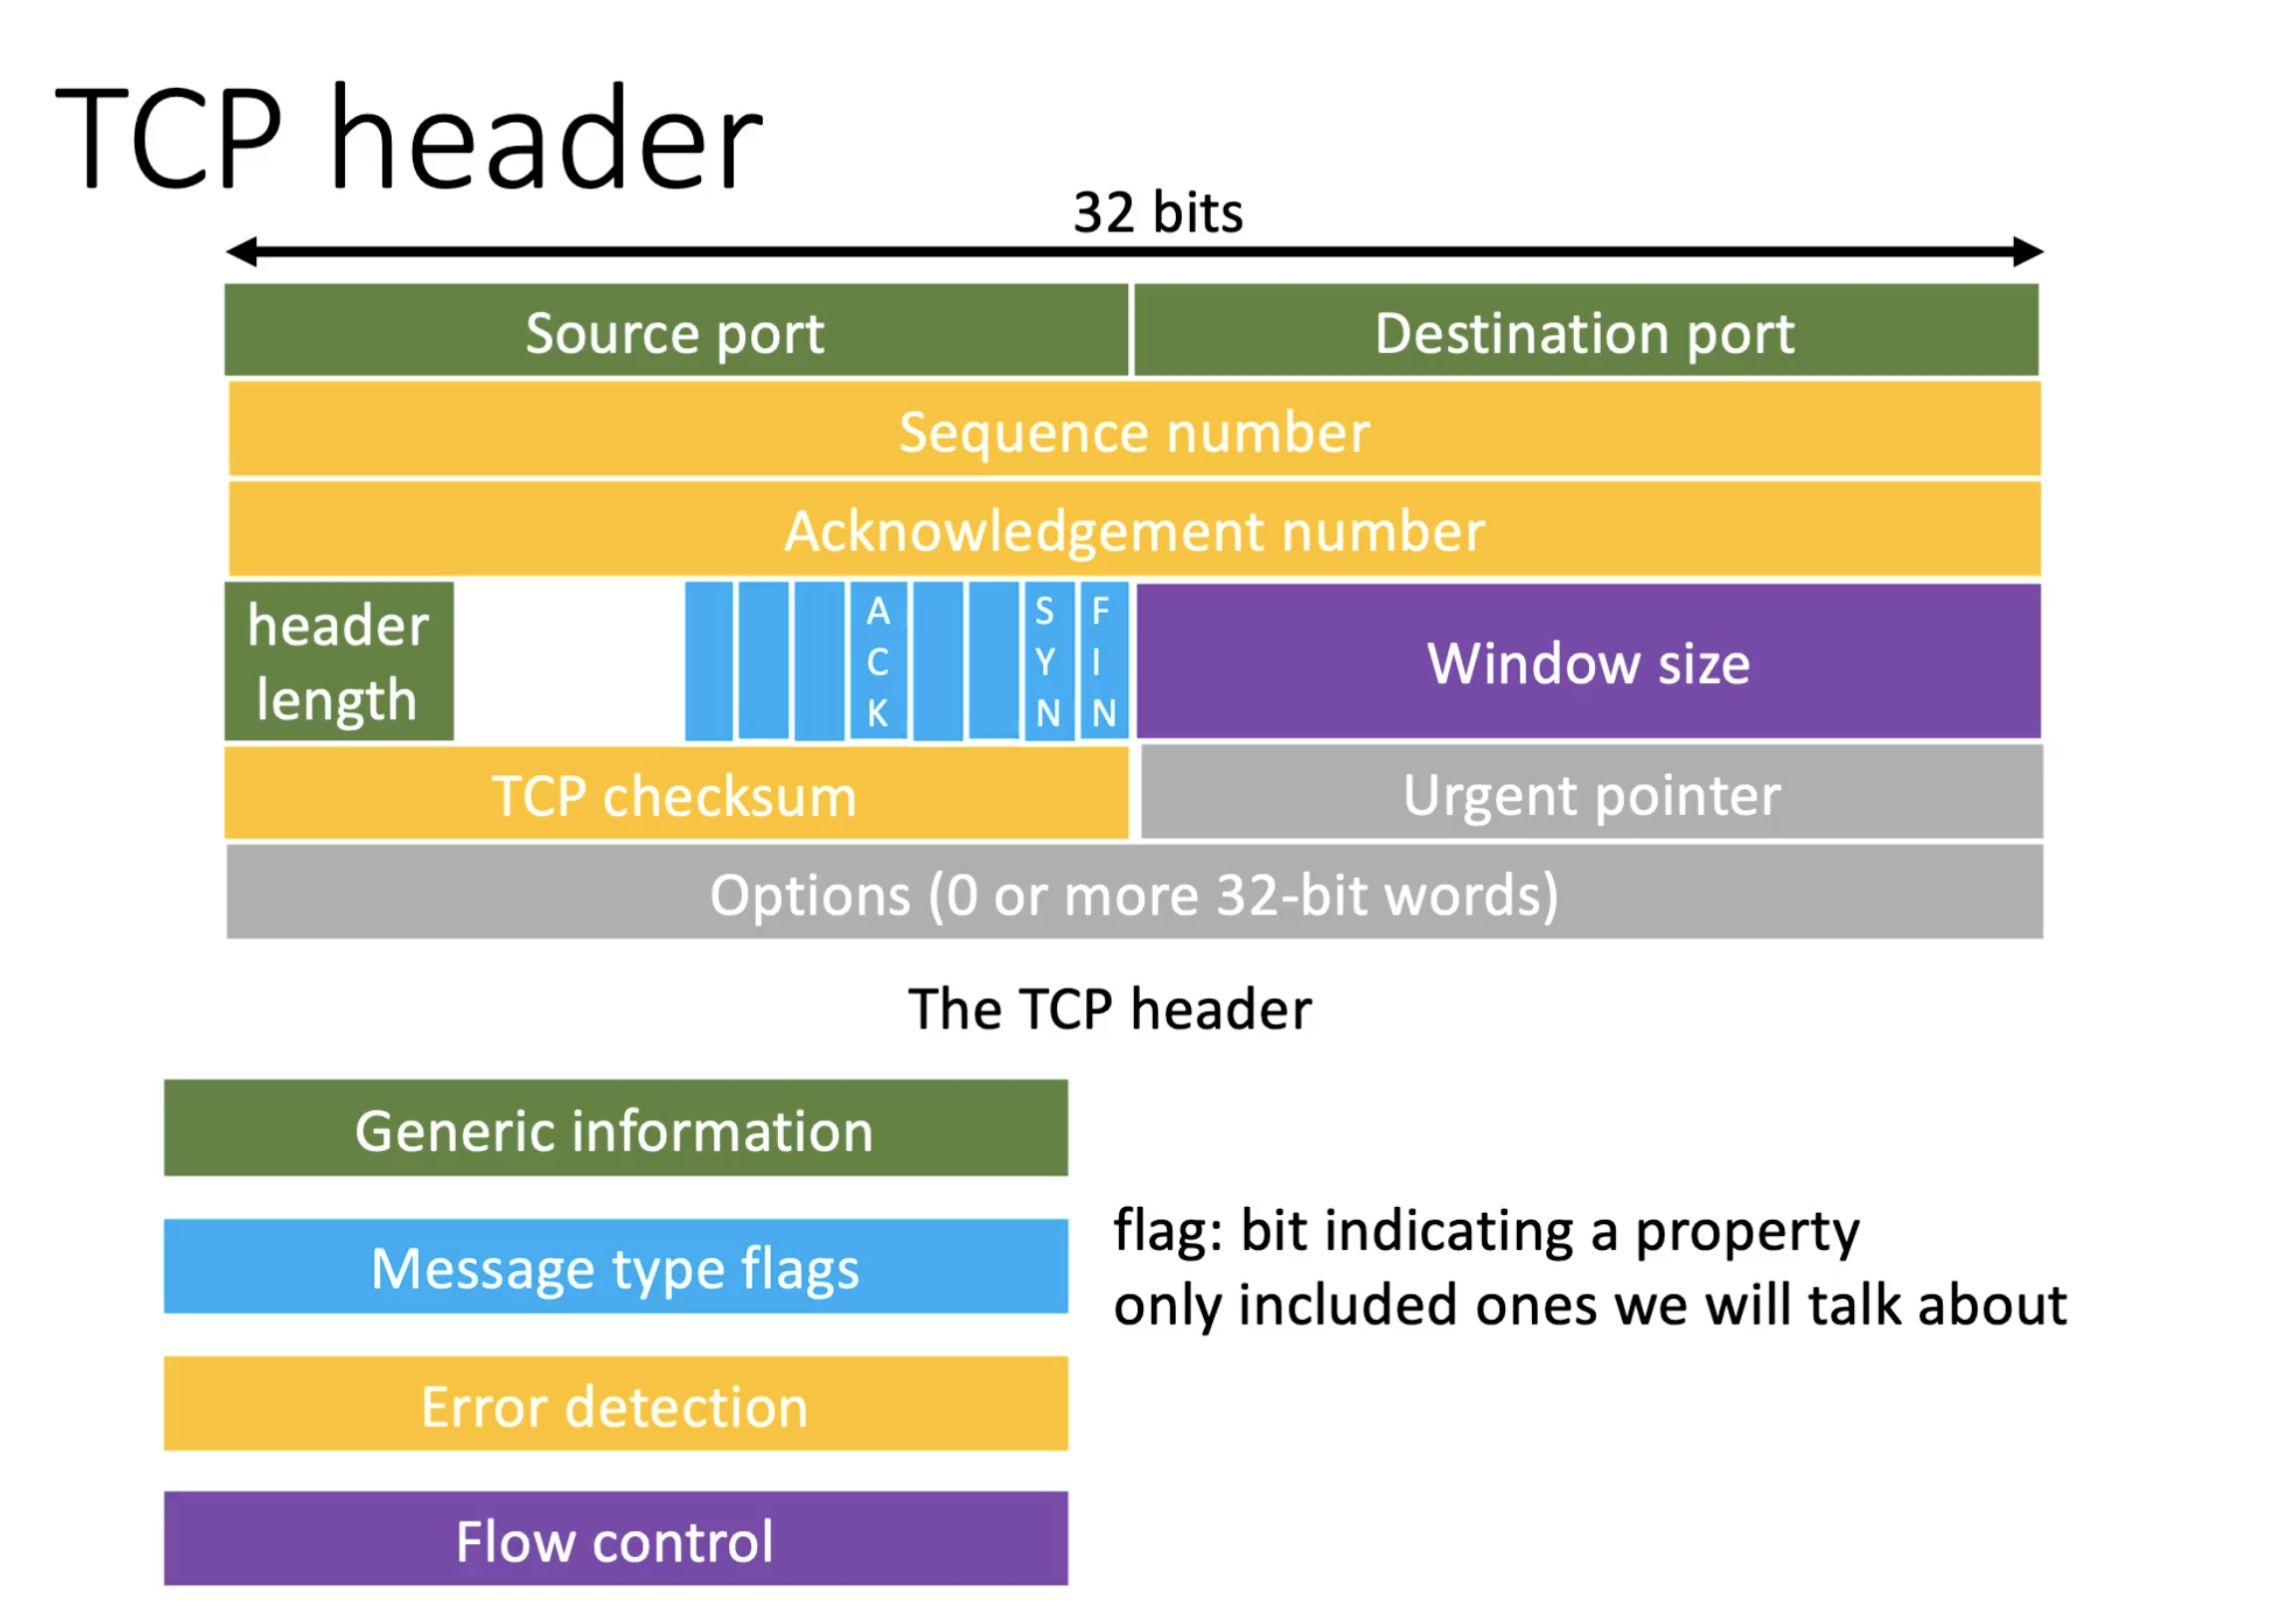 TCP header
32 bits
Source port
Destination port
Sequence number
Acknowledgement number
header
length
ACK
SYN
FIN
Window size
TCP checksum
Urgent pointer
Options (0 or more 32-bit words)
The TCP header
Generic information
Message type flags
flag: bit indicating a property
only included ones we will talk about
Error detection
Flow control